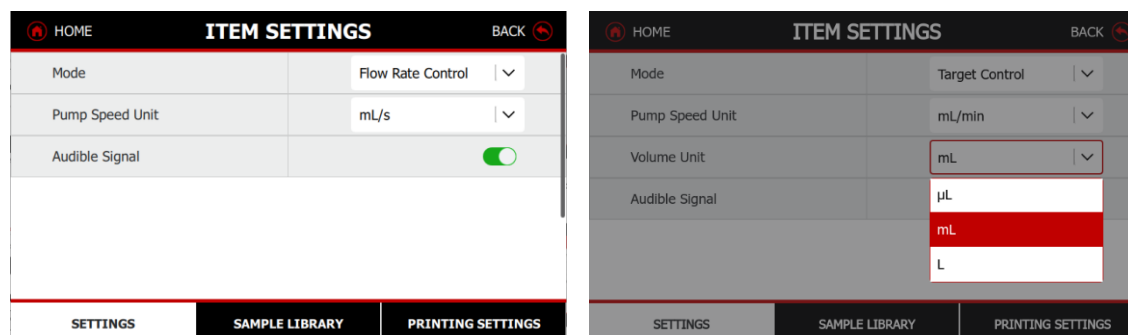 HOME ITEM SETTINGS BACK
Mode Flow Rate Control
Pump Speed Unit mL/s
Audible Signal
SETTINGS SAMPLE LIBRARY PRINTING SETTINGS
HOME ITEM SETTINGS BACK
Mode Target Control
Pump Speed Unit mL/min
Volume Unit mL
Audible Signal
µL
mL
L
SETTINGS SAMPLE LIBRARY PRINTING SETTINGS